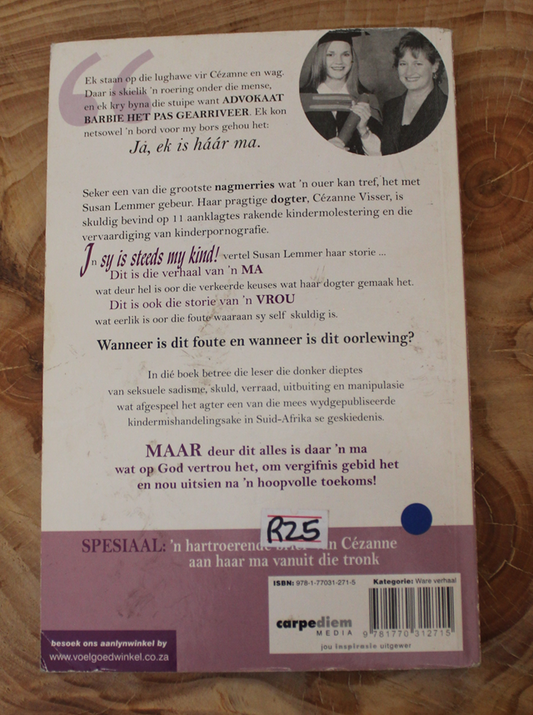 Ek staan op die lughawe vir Cézanne en wag.
Daar is skielik 'n roering onder die mense,
en ek kry byna die stuipe want ADVOKAAT
BARBIE HET PAS GEARRIVEER. Ek kon
netsowel 'n bord voor my bors gehou het:
Ja, ek is háár ma.
Seker een van die grootste nagmerries wat 'n ouer kan tref, het met
Susan Lemmer gebeur. Haar pragtige dogter, Cézanne Visser, is
skuldig bevind op 11 aanklagtes rakende kindermolestering en die
vervaardiging van kinderpornografie.
In sy is steeds my kind! vertel Susan Lemmer haar storie ...
Dit is die verhaal van 'n MA
wat deur hel is oor die verkeerde keuses wat haar dogter gemaak het.
Dit is ook die storie van 'n VROU
wat eerlik is oor die foute waaraan sy self skuldig is.
Wanneer is dit foute en wanneer is dit oorlewing?
In dié boek betree die leser die donker dieptes
van seksuele sadisme, skuld, verraad, uitbuiting en manipulasie
wat afgespeel het agter een van die mees wydgepubliseerde
kindermishandelingsake in Suid-Afrika se geskiedenis.
MAAR deur dit alles is daar 'n ma
wat op God vertrou het, om vergifnis gebid het
en nou uitsien na 'n hoopvolle toekoms!
R25
SPESIAAL: 'n hartroerende brief van Cézanne
aan haar ma vanuit die tronk
ISBN: 978-1-77031-271-5 Kategorie: Ware verhaal
carpediem
MEDIA
9 781770 312715
jou inspirasie uitgewer
besoek ons aanlynwinkel by
www.voelgoedwinkel.co.za